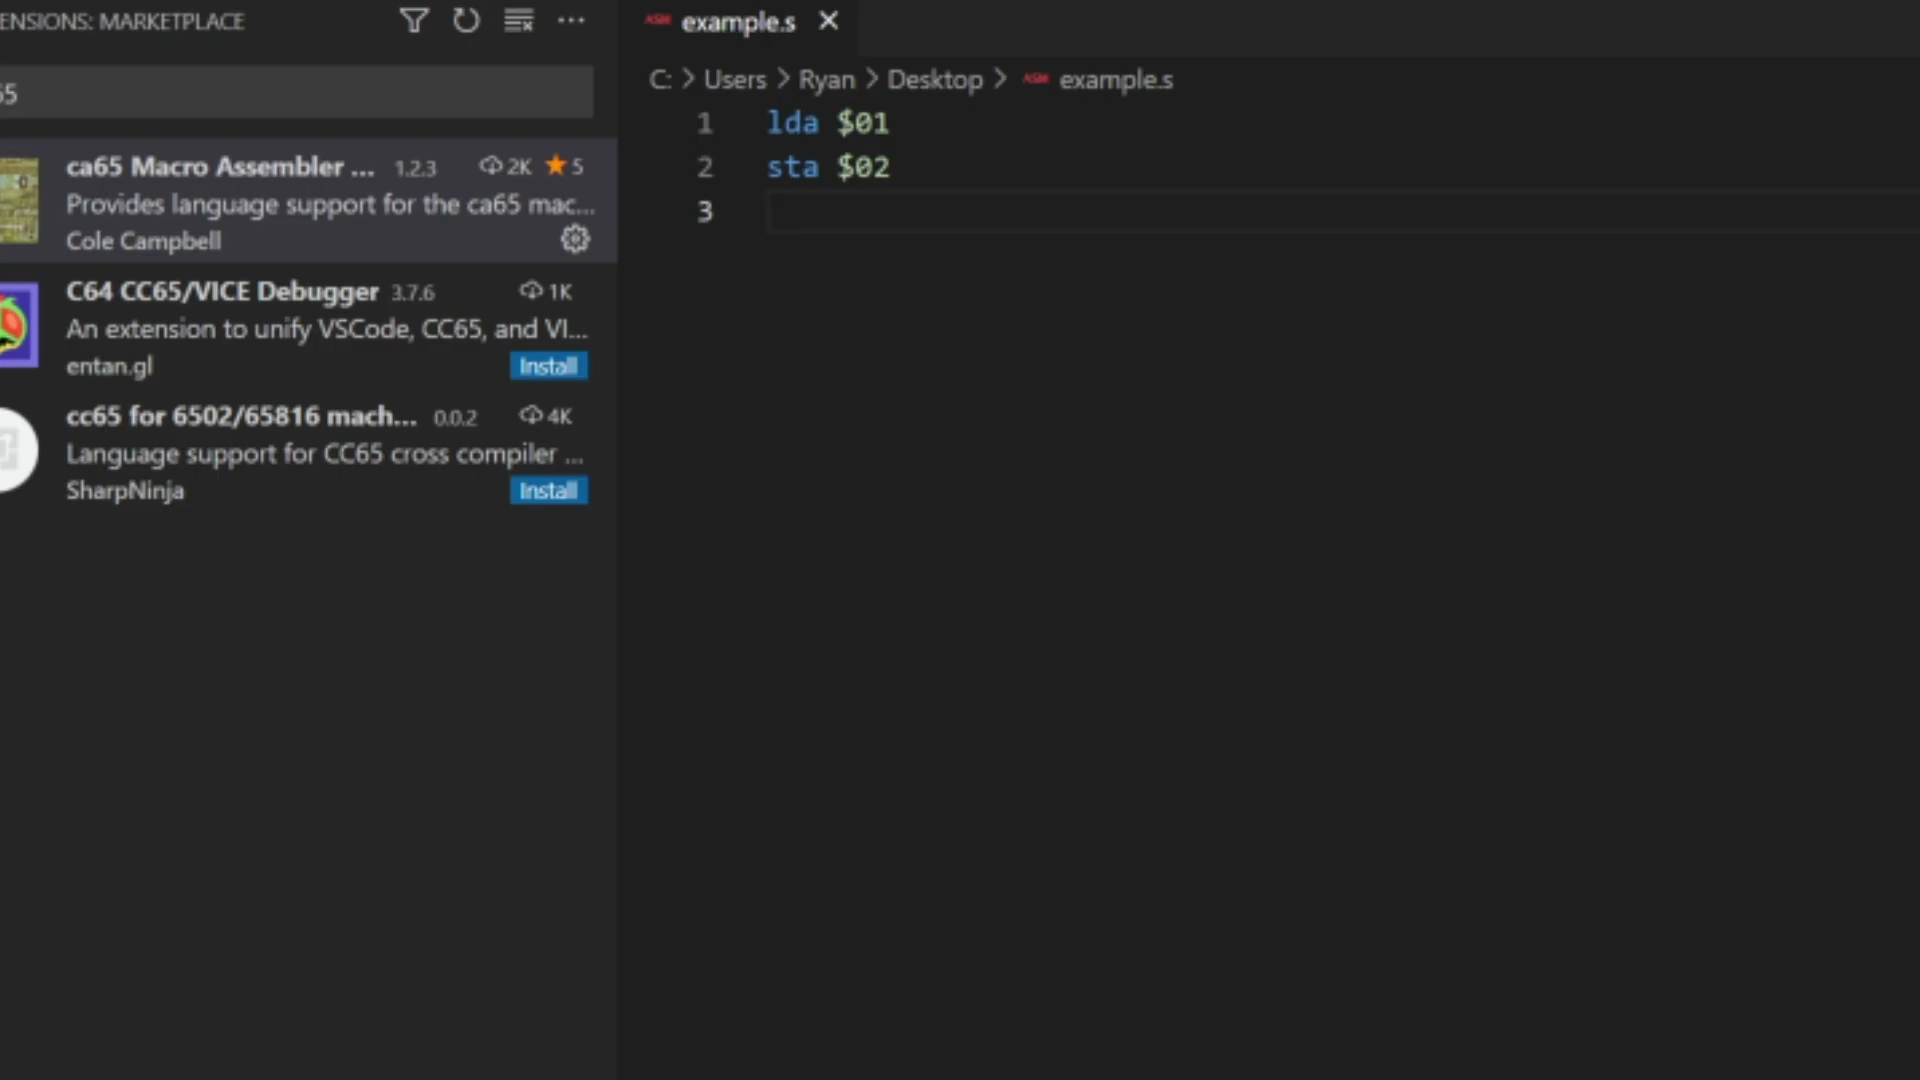 ENSIONS: MARKETPLACE
65
ca65 Macro Assembler ... 1.2.3 2K 5
Provides language support for the ca65 mac...
Cole Campbell
C64 CC65/VICE Debugger 3.7.6 1K
An extension to unify VSCode, CC65, and VI...
entan.gl
Install
cc65 for 6502/65816 mach... 0.0.2 4K
Language support for CC65 cross compiler ...
SharpNinja
Install
ASM example.s
C: > Users > Ryan > Desktop > ASM example.s
1 lda $01
2 sta $02
3